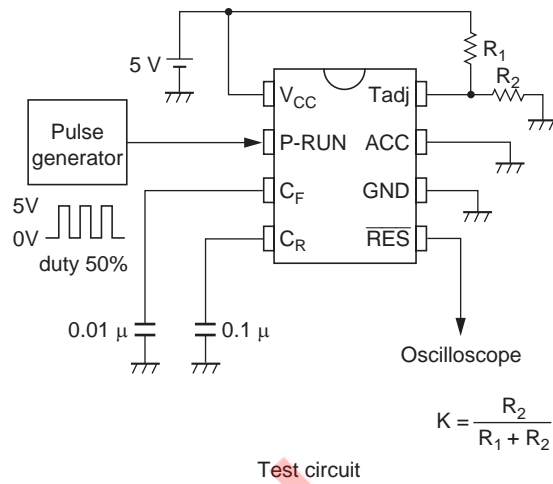 5 V
R1
R2
VCC
Tadj
Pulse
generator
P-RUN
ACC
CF
GND
5V
0V
duty 50%
CR
RES
0.01 μ
0.1 μ
Oscilloscope
K = R2 / R1 + R2
Test circuit